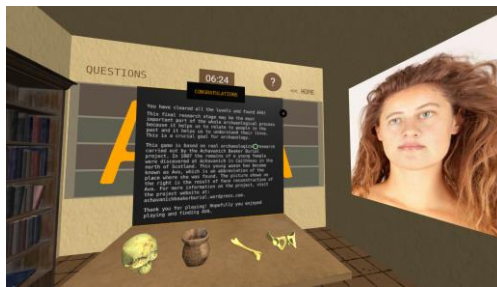 QUESTIONS
06:24
?
<< HOME
CONGRATULATIONS
You have cleared all the levels and found AVA!
This final research stage may be the most
important part of the whole archaeological process
because it helps us to relate to people in the
past and it helps us to understand their lives.
This is a crucial goal for archaeology.
This game is based on real archaeological research
carried out by the Achavanich Beaker Burial
project. In 1987 the remains of a young female
were discovered at Achavanich in Caithness in the
north of Scotland. This young woman has become
known as Ava, which is an abbreviation of the
place where she was found. The picture shown on
the right is the result of face reconstruction of
Ava. For more information on the project, visit
the project website at:
achavanichbeakerburial.wordpress.com.
Thank you for playing! Hopefully you enjoyed
playing and finding AVA.